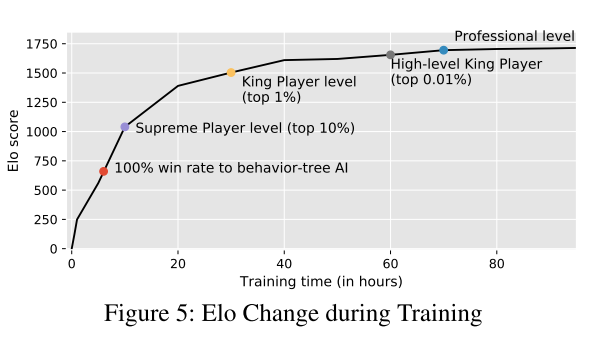 Professional level
1750
High-level King Player
(top 0.01%)
1500
King Player level
(top 1%)
1250
Supreme Player level (top 10%)
1000
100% win rate to behavior-tree AI
750
500
250
0
Elo score
0 20 40 60 80
Training time (in hours)
Figure 5: Elo Change during Training